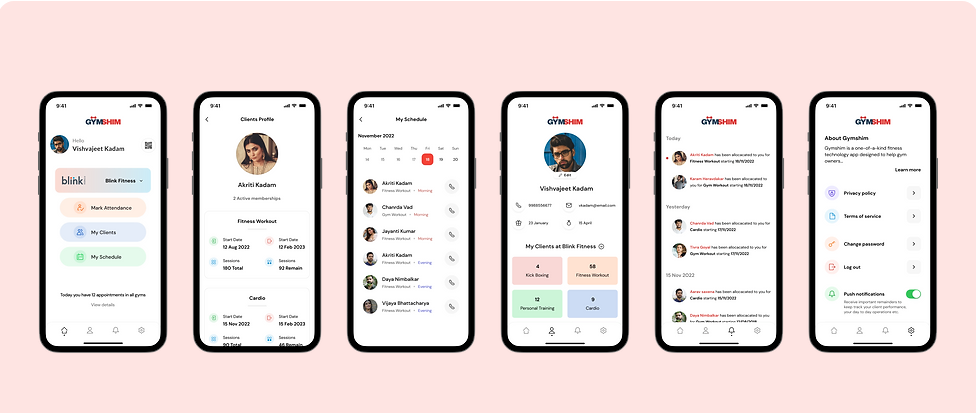 9:41
GYMSHIM
Hello
Vishvajeet Kadam
blink
Blink Fitness
Mark Attendance
My Clients
My Schedule
Today you have 12 appointments in all gyms
View details
9:41
Clients Profile
Akriti Kadam
2 Active memberships
Fitness Workout
Start Date
12 Aug 2022
Start Date
12 Feb 2023
Sessions
180 Total
Sessions
92 Remain
Cardio
Start Date
15 Nov 2022
Start Date
15 Feb 2023
Sessions
90 Total
Sessions
46 Remain
9:41
My Schedule
November 2022
Mon Tue Wed Thu Fri Sat Sun
14 15 16 17 18 19 20
Akriti Kadam
Fitness Workout • Morning
Chanrda Vad
Gym Workout • Morning
Jayanti Kumar
Fitness Workout • Morning
Akriti Kadam
Fitness Workout • Evening
Daya Nimbalkar
Fitness Workout • Evening
Vijaya Bhattacharya
Fitness Workout • Evening
9:41
GYMSHIM
Edit
Vishvajeet Kadam
9988556677
vkadam@email.com
23 January
15 April
My Clients at Blink Fitness
4
Kick Boxing
58
Fitness Workout
12
Personal Training
9
Cardio
9:41
GYMSHIM
Today
Akriti Kadam has been allocacated to you for
Fitness Workout starting 18/11/2022
Karam Haravdakar has been allocacated to
you for Gym Workout starting 18/11/2022
Yesterday
Chanrda Vad has been allocacated to you for
Cardio starting 17/11/2022
Tora Goyal has been allocacated to you for
Gym Workout starting 17/11/2022
15 Nov 2022
Aarav saxena has been allocacated to you
for Cardio starting 15/11/2022
Daya Nimbalkar has been allocacated to you
for Fitness Workout starting 15/11/2022
9:41
GYMSHIM
About Gymshim
Gymshim is a one-of-a-kind fitness
technology app designed to help gym
owners...
Learn more
Privacy policy
Terms of service
Change password
Log out
Push notifications
Receive important remainders to
keep track your client performance,
your day to day operations etc